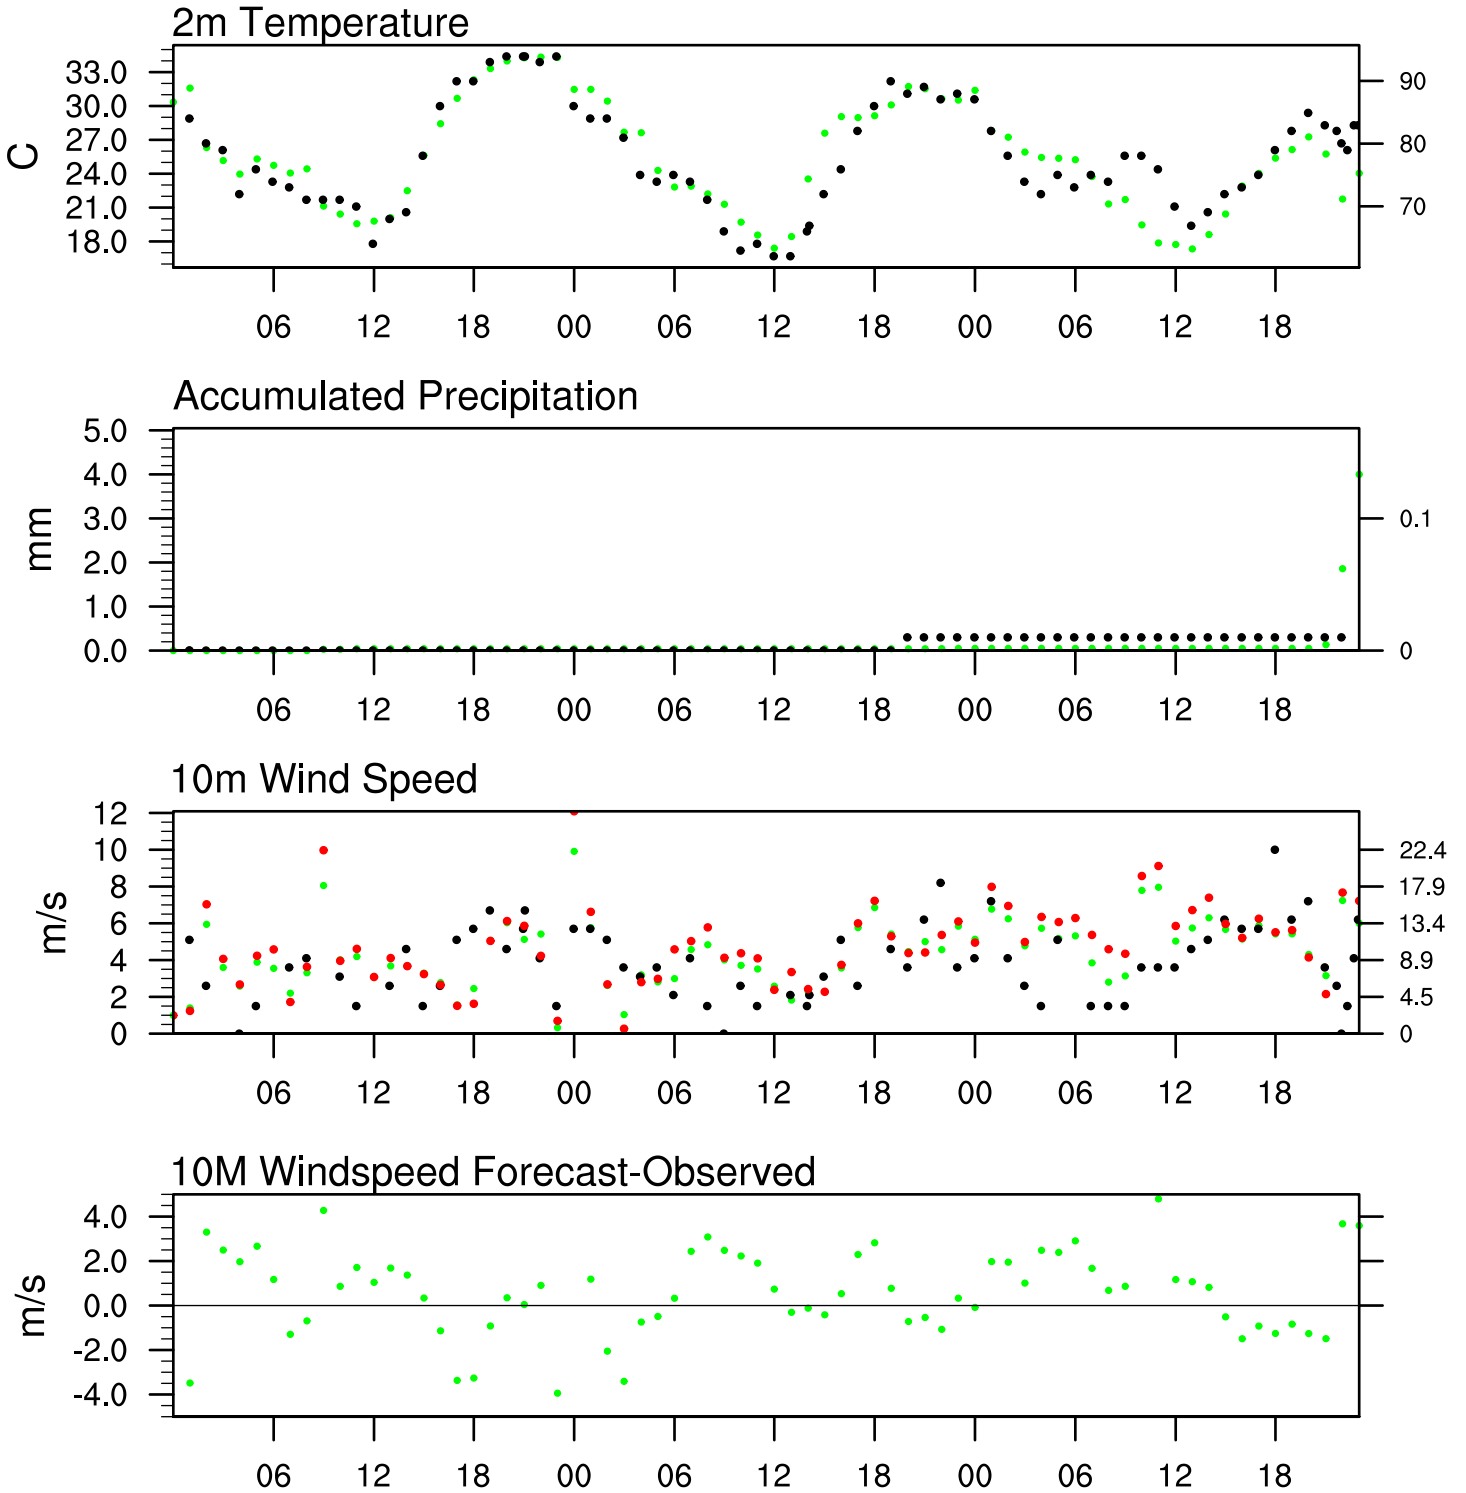 2m Temperature
33.0
30.0
27.0
24.0
21.0
18.0
C
90
80
70
06 12 18 00 06 12 18 00 06 12 18
Accumulated Precipitation
5.0
4.0
3.0
2.0
1.0
0.0
mm
0.1
0
06 12 18 00 06 12 18 00 06 12 18
10m Wind Speed
12
10
8
6
4
2
0
m/s
22.4
17.9
13.4
8.9
4.5
0
06 12 18 00 06 12 18 00 06 12 18
10M Windspeed Forecast-Observed
4.0
2.0
0.0
-2.0
-4.0
m/s
06 12 18 00 06 12 18 00 06 12 18